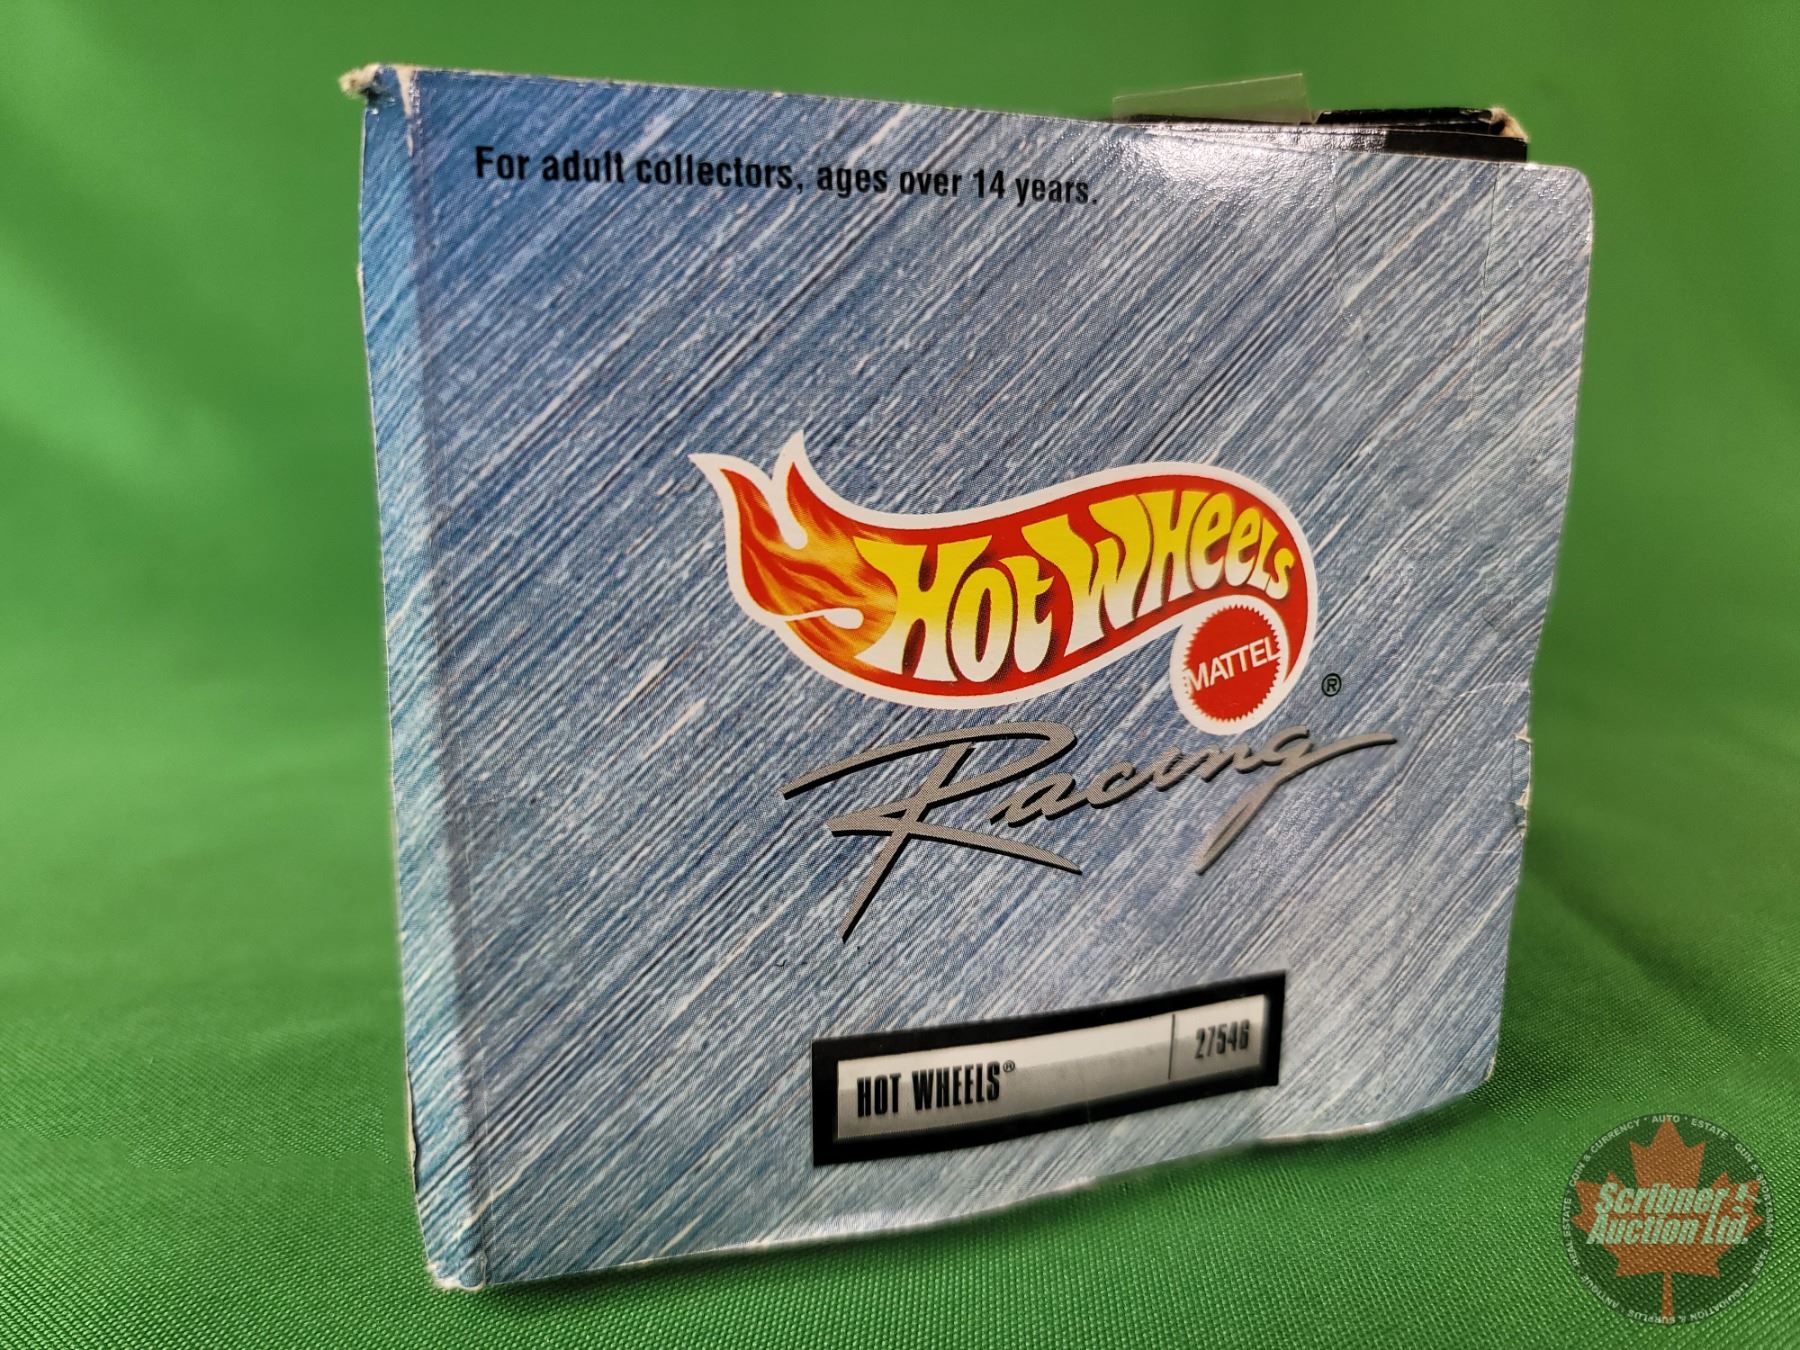 For adult collectors, ages over 14 years.
HOT WHEELS
MATTEL
®
Racing
HOT WHEELS® 27546
Scribner
Auction Ltd.